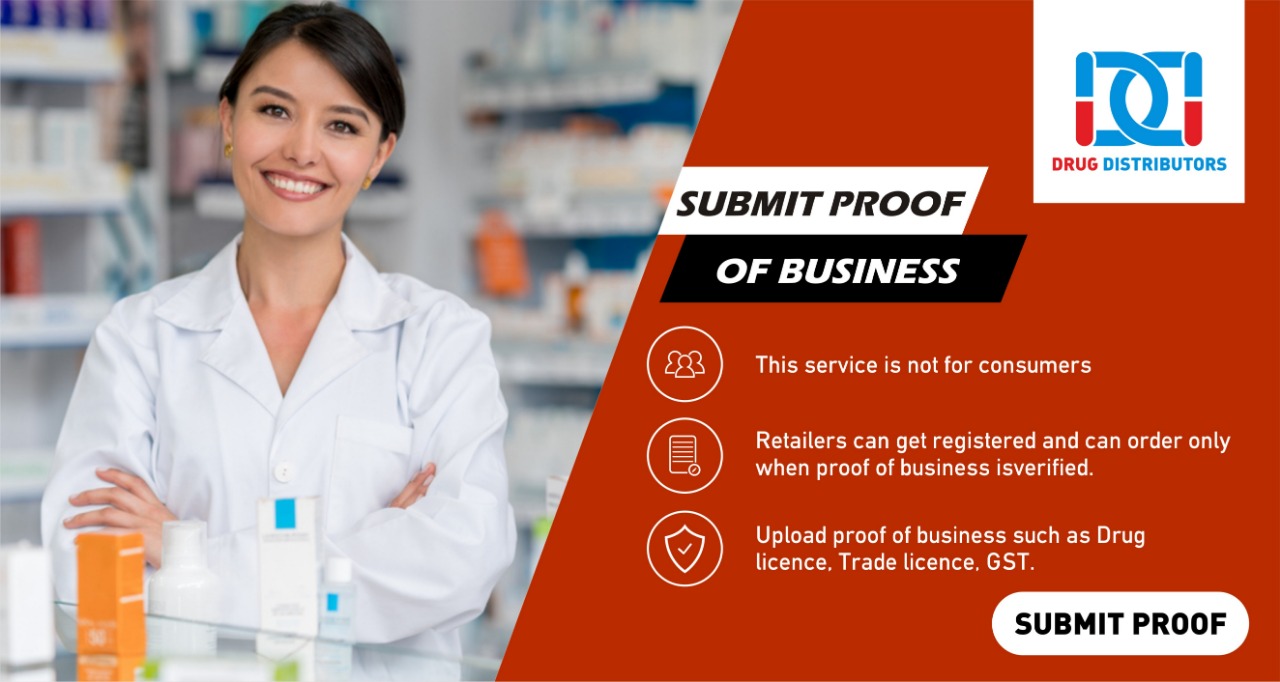 DRUG DISTRIBUTORS
SUBMIT PROOF
OF BUSINESS
This service is not for consumers
Retailers can get registered and can order only
when proof of business isverified.
Upload proof of business such as Drug
licence, Trade licence, GST.
SUBMIT PROOF